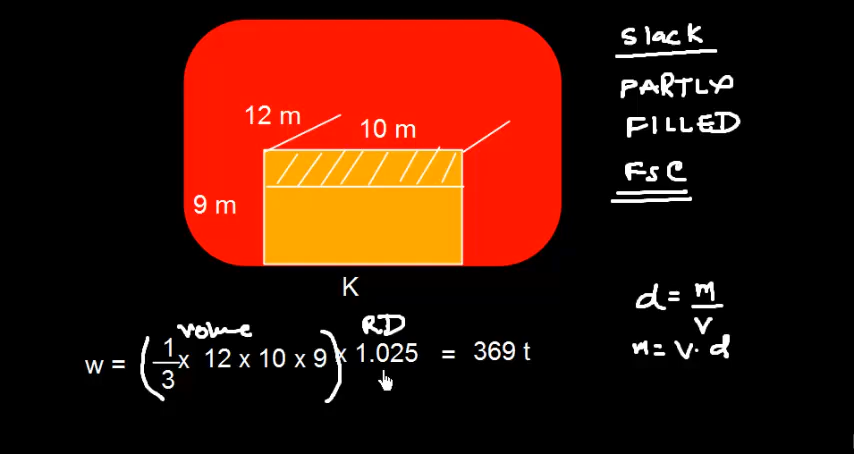 Slack
PARTLY
FILLED
FSC
12 m
10 m
9 m
K
d = m
v
m = v. d
volume
RD
w = ( 1
3 x 12 x 10 x 9 ) x 1.025 = 369 t